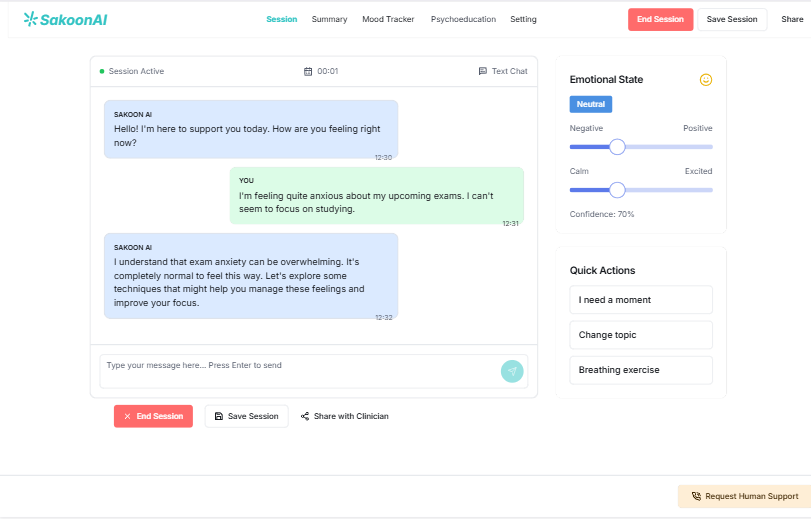 SakoonAI
Session Summary Mood Tracker Psychoeducation Setting
End Session Save Session Share
Session Active 00:01 Text Chat
SAKOON AI
Hello! I'm here to support you today. How are you feeling right
now?
12:30
YOU
I'm feeling quite anxious about my upcoming exams. I can't
seem to focus on studying.
12:31
SAKOON AI
I understand that exam anxiety can be overwhelming. It's
completely normal to feel this way. Let's explore some
techniques that might help you manage these feelings and
improve your focus.
12:32
Type your message here... Press Enter to send
End Session Save Session Share with Clinician
Emotional State
Neutral
Negative Positive
Calm Excited
Confidence: 70%
Quick Actions
I need a moment
Change topic
Breathing exercise
Request Human Support